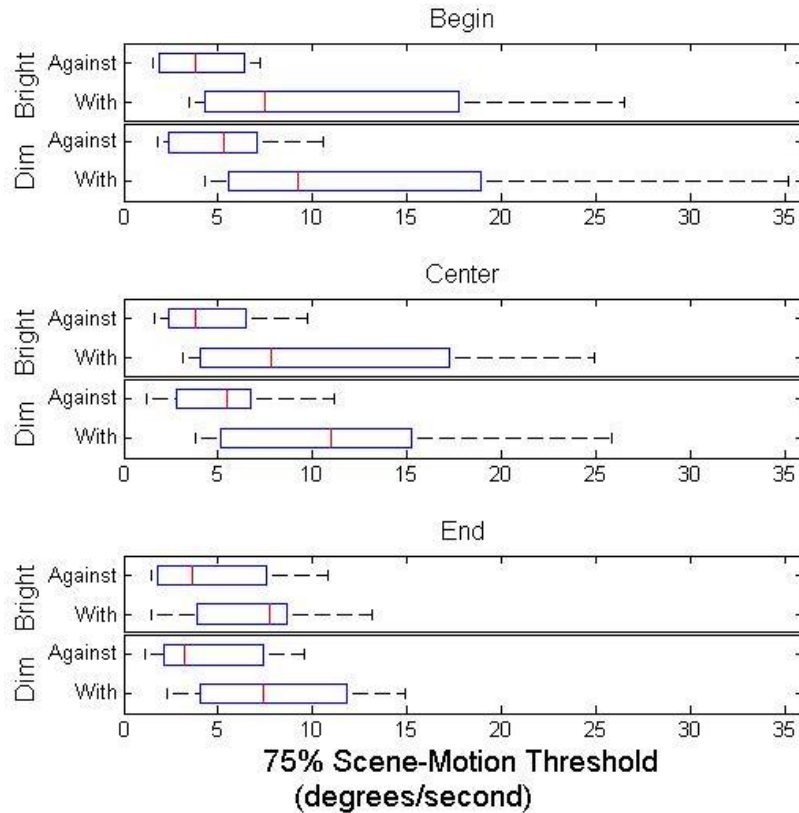 Begin
Bright
Against
With
Dim
Against
With
0 5 10 15 20 25 30 35
Center
Bright
Against
With
Dim
Against
With
0 5 10 15 20 25 30 35
End
Bright
Against
With
Dim
Against
With
0 5 10 15 20 25 30 35
75% Scene-Motion Threshold
(degrees/second)